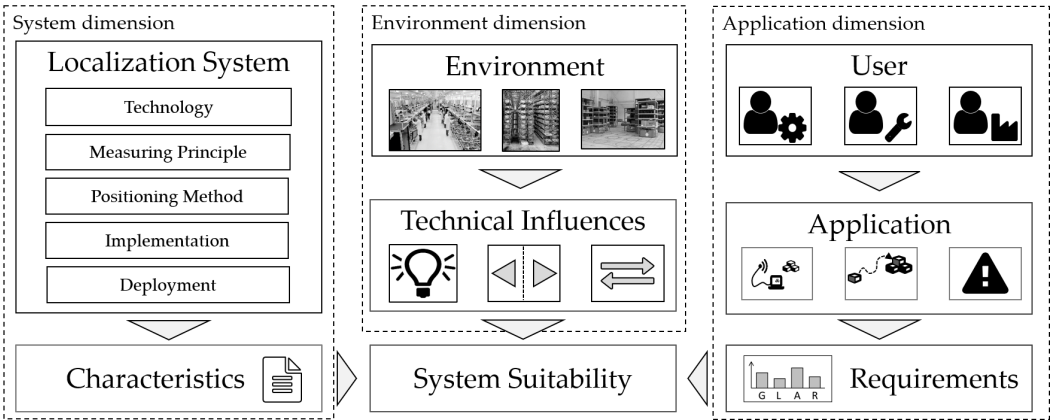 System dimension
Localization System
Technology
Measuring Principle
Positioning Method
Implementation
Deployment
Characteristics
Environment dimension
Environment
Technical Influences
System Suitability
Application dimension
User
Application
G L A R
Requirements